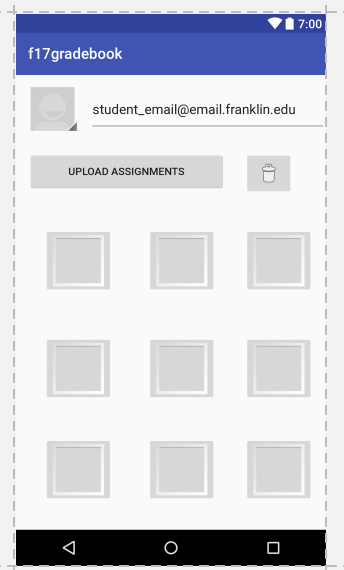 7:00
f17gradebook
student_email@email.franklin.edu
UPLOAD ASSIGNMENTS